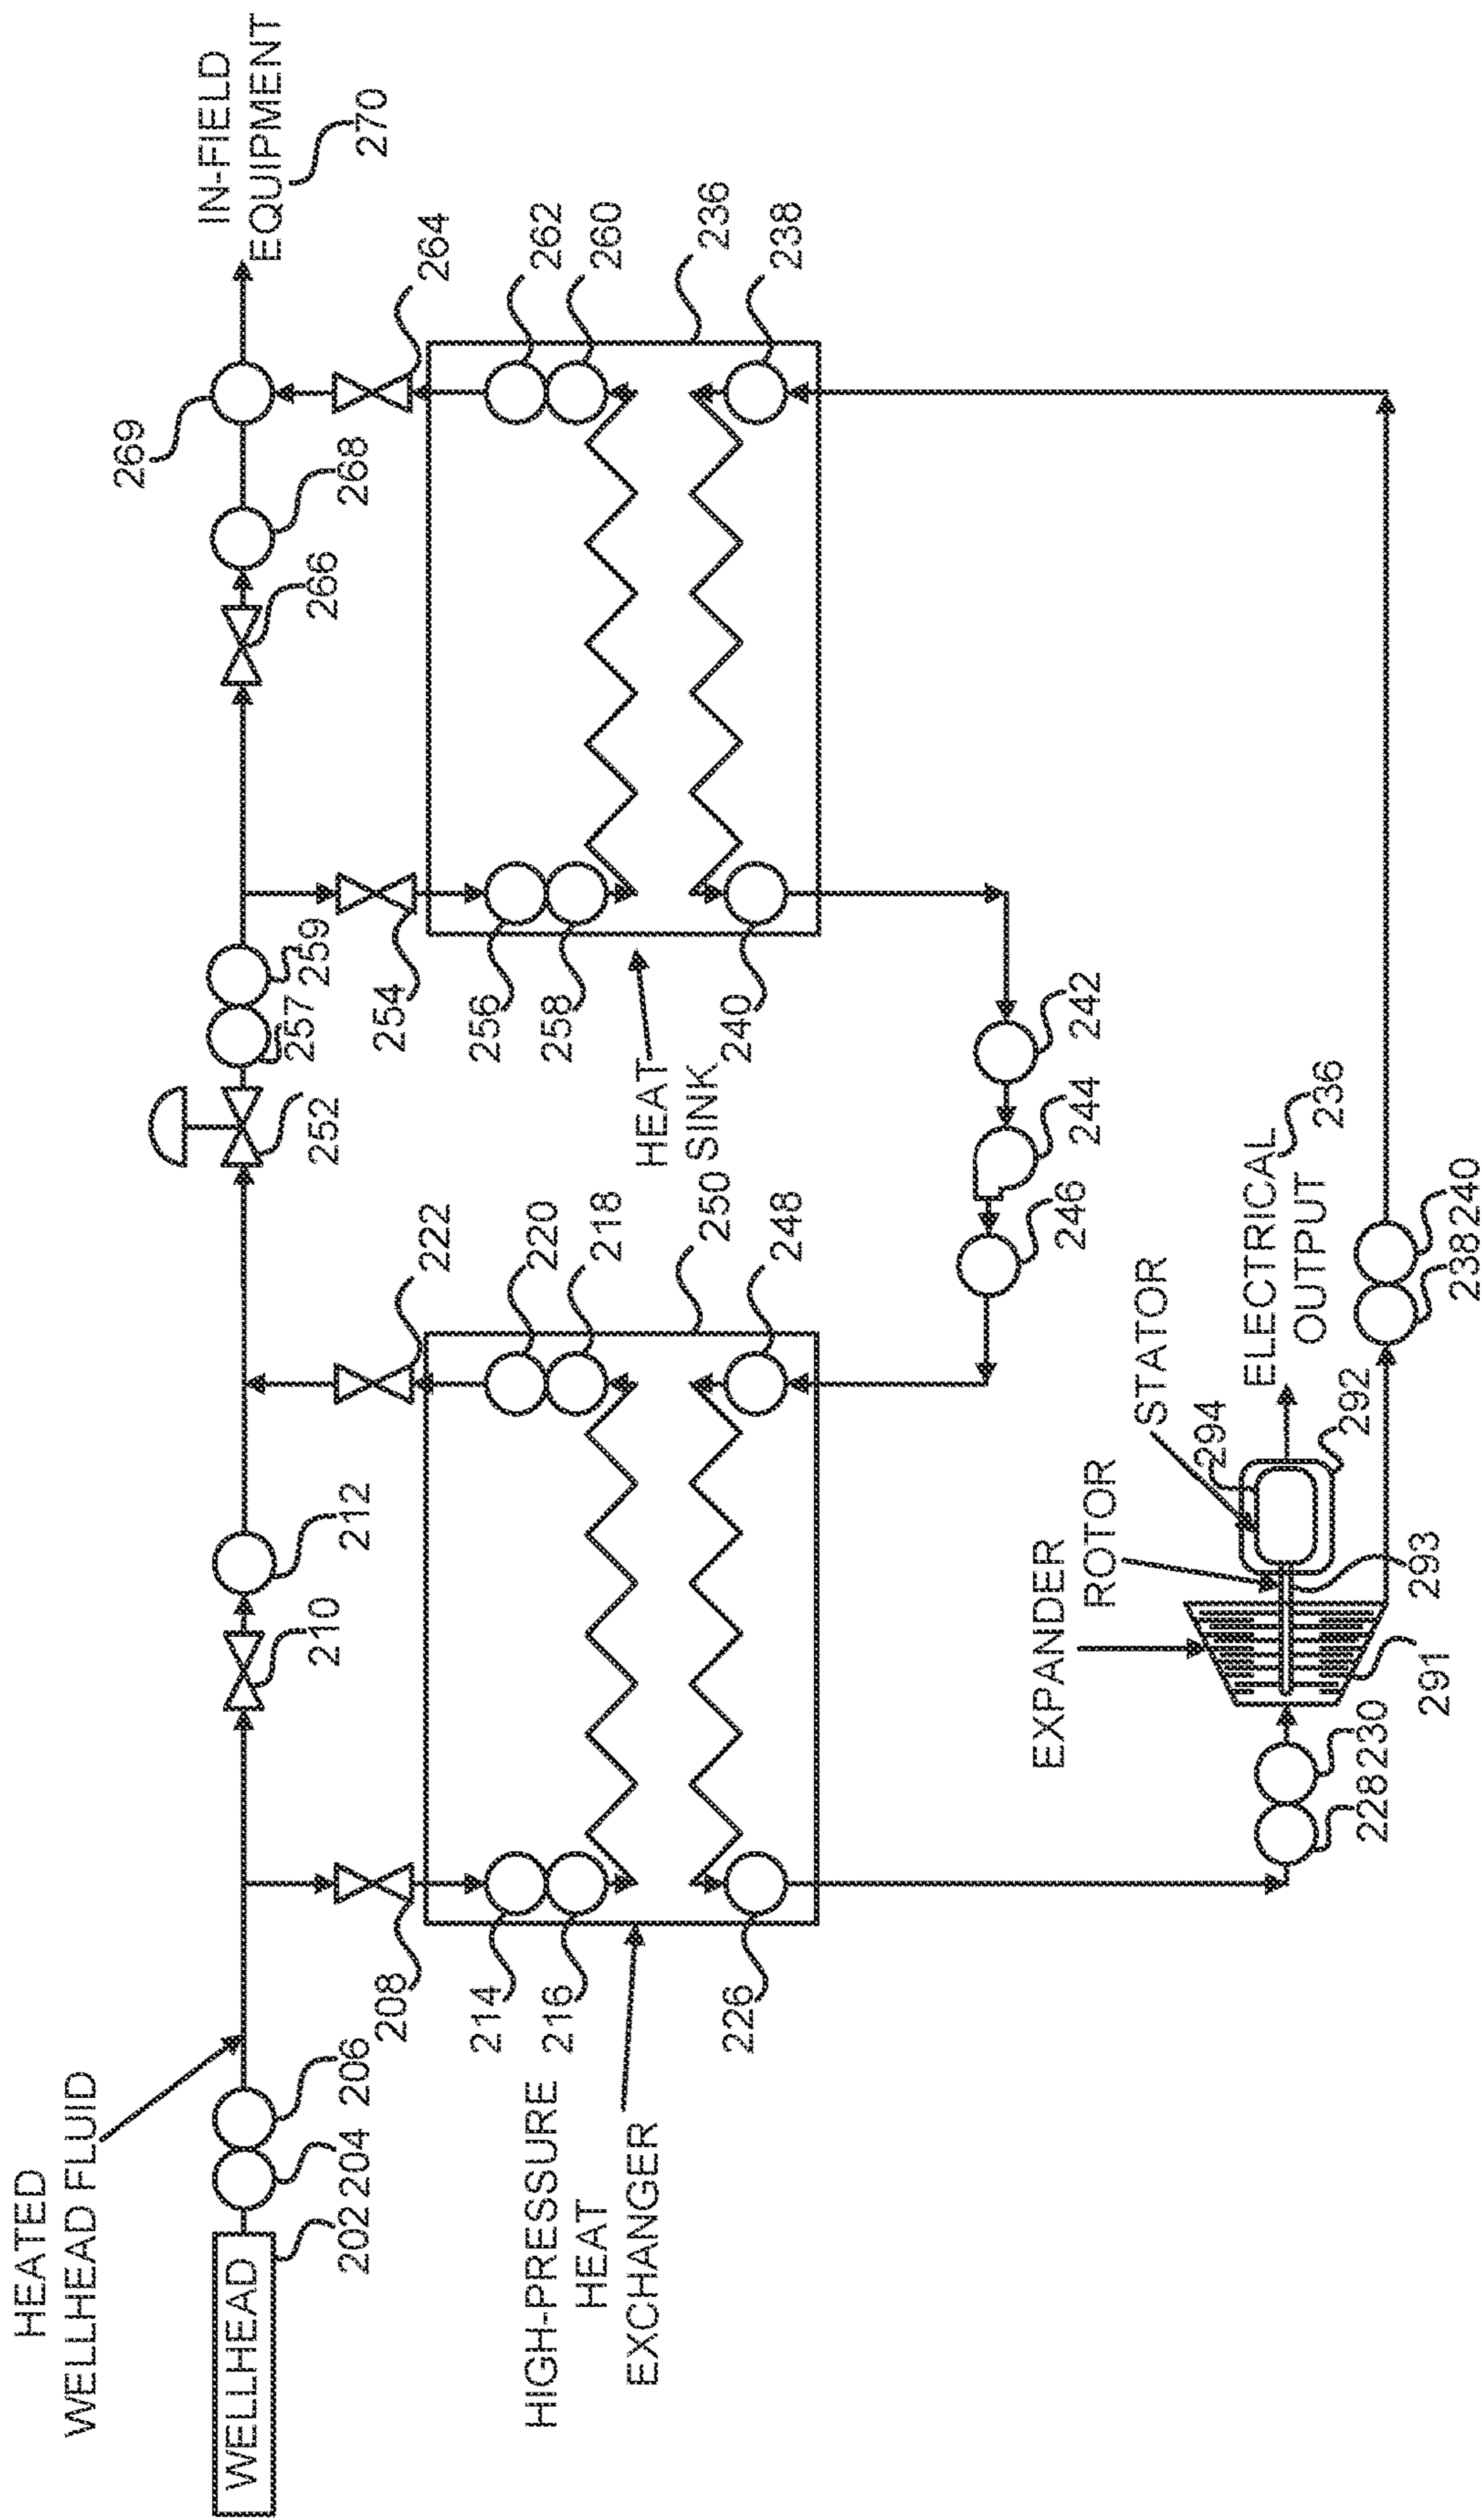 HEATED
WELLHEAD FLUID
WELLHEAD
202
204
206
208
210
212
222
252
257
259
254
266
268
269
264
IN-FIELD
EQUIPMENT
270
HIGH-PRESSURE
HEAT
EXCHANGER
214
216
226
220
218
250
248
HEAT
SINK
256
258
240
262
260
236
238
242
244
246
EXPANDER
ROTOR
STATOR
294
ELECTRICAL
OUTPUT
236
228
230
291
293
292
238
240